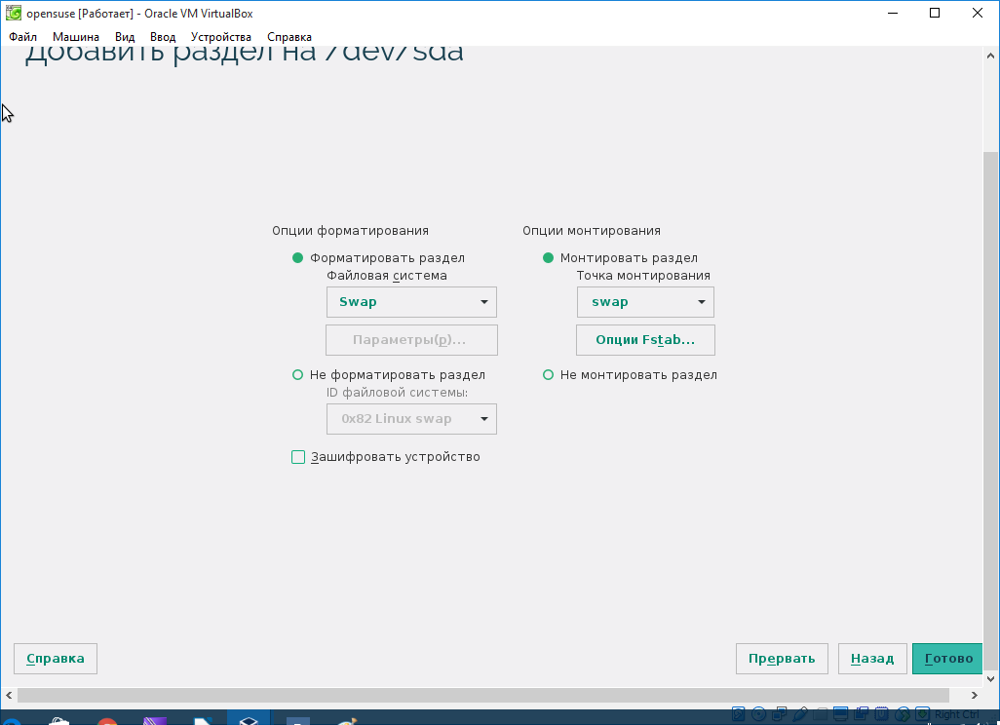 opensuse [Работает] - Oracle VM VirtualBox
Файл Машина Вид Ввод Устройства Справка
Добавить раздел на /dev/sda
Опции форматирования
Опции монтирования
Форматировать раздел
Монтировать раздел
Файловая система
Точка монтирования
Swap
swap
Параметры(р)...
Опции Fstab...
Не форматировать раздел
Не монтировать раздел
ID файловой системы:
0x82 Linux swap
Зашифровать устройство
Справка
Прервать
Назад
Готово
Right Ctrl